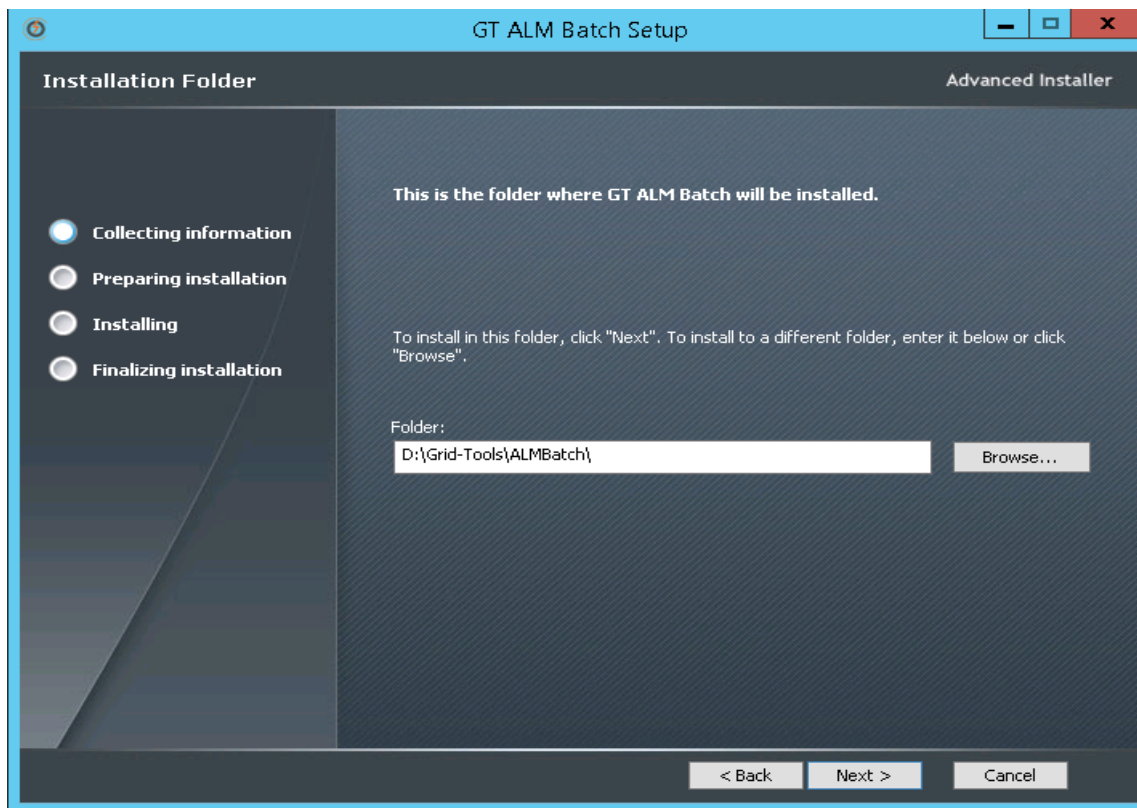 GT ALM Batch Setup
Installation Folder
Advanced Installer
This is the folder where GT ALM Batch will be installed.
Collecting information
Preparing installation
Installing
Finalizing installation
To install in this folder, click "Next". To install to a different folder, enter it below or click
"Browse".
Folder:
D:\Grid-Tools\ALMBatch\
Browse...
< Back
Next >
Cancel